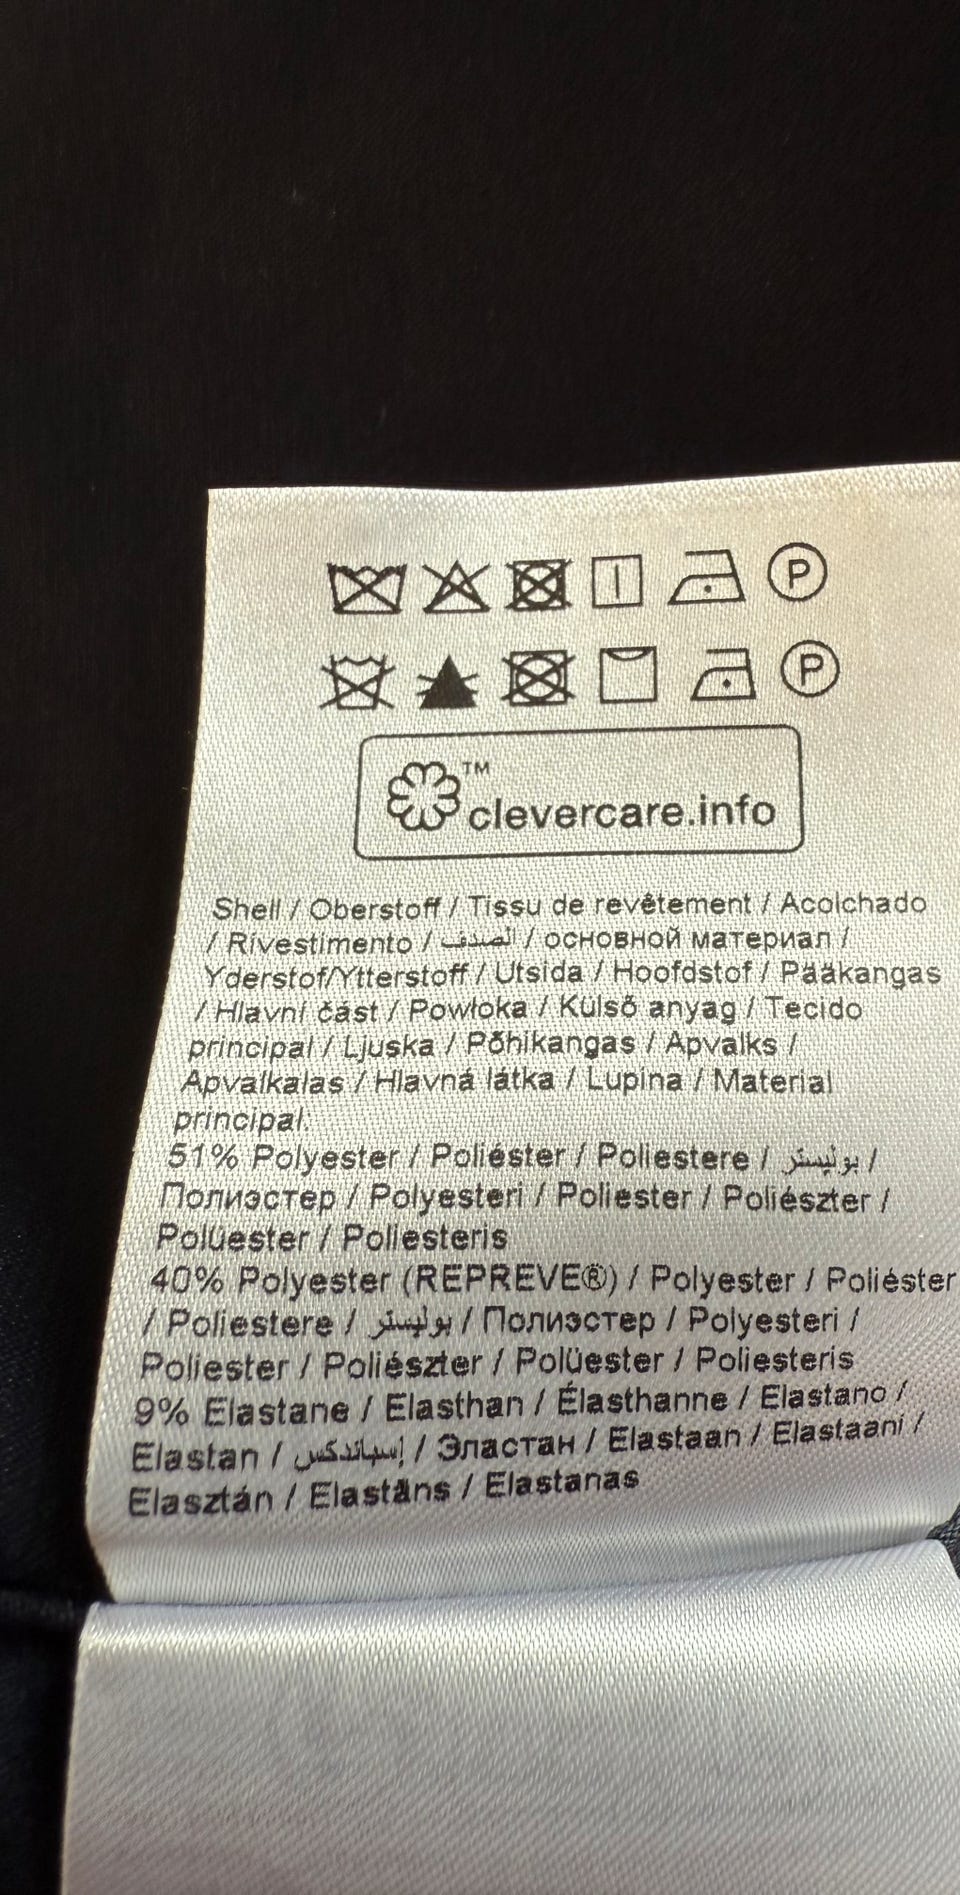 P
P
™
clevercare.info
Shell / Oberstoff / Tissu de revêtement / Acolchado
/ Rivestimento / الصدف / основной материал /
Yderstof/Ytterstoff / Utsida / Hoofdstof / Pääkangas
/ Hlavní část / Powłoka / Külső anyag / Tecido
principal / Ljuska / Põhikangas / Apvalks /
Apvalkalas / Hlavná látka / Lupina / Material
principal:
51% Polyester / Poliéster / Poliestere / بوليستر /
Полиэстер / Polyesteri / Poliester / Poliészter /
Polüester / Poliesteris
40% Polyester (REPREVE®) / Polyester / Poliéster
/ Poliestere / بوليستر / Полиэстер / Polyesteri /
Poliester / Poliészter / Polüester / Poliesteris
9% Elastane / Elasthan / Élasthanne / Elastano /
Elastan / إسباندكس / Эластан / Elastaan / Elastaani /
Elasztán / Elastāns / Elastanas